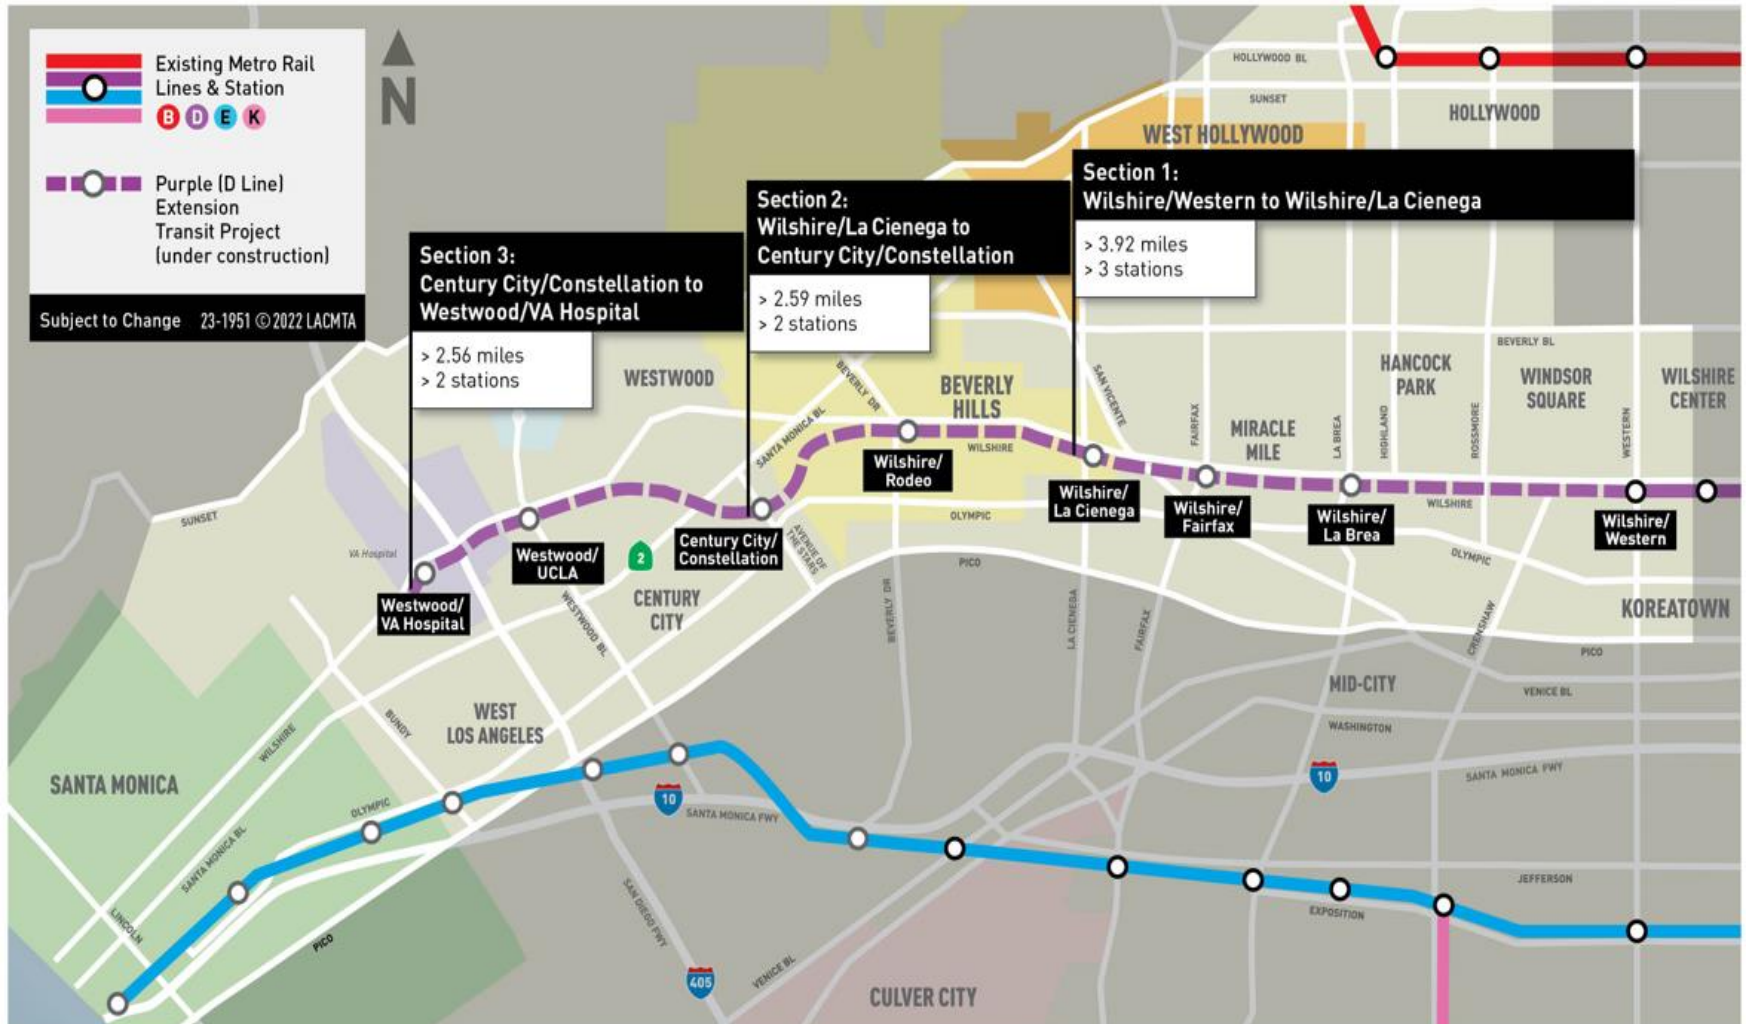 Existing Metro Rail
Lines & Station
B D E K
Purple (D Line)
Extension
Transit Project
(under construction)
Subject to Change 23-1951 © 2022 LACMTA
N
Section 3:
Century City/Constellation to
Westwood/VA Hospital
> 2.56 miles
> 2 stations
Section 2:
Wilshire/La Cienega to
Century City/Constellation
> 2.59 miles
> 2 stations
Section 1:
Wilshire/Western to Wilshire/La Cienega
> 3.92 miles
> 3 stations
HOLLYWOOD BL
SUNSET
HOLLYWOOD
WEST HOLLYWOOD
BEVERLY BL
WESTWOOD
BEVERLY DR
BEVERLY
HILLS
SAN VICENTE
FAIRFAX
MIRACLE
MILE
LA BREA
HIGHLAND
HANCOCK
PARK
ROSSMORE
WINDSOR
SQUARE
WESTERN
WILSHIRE
CENTER
SANTA MONICA BL
WILSHIRE
Wilshire/
Rodeo
Wilshire/
La Cienega
Wilshire/
Fairfax
Wilshire/
La Brea
WILSHIRE
Wilshire/
Western
SUNSET
VA Hospital
Westwood/
VA Hospital
Westwood/
UCLA
2
Century City/
Constellation
AVENUE OF
THE STARS
OLYMPIC
PICO
OLYMPIC
CENTURY
CITY
WESTWOOD BL
BEVERLY DR
LA CIENEGA
FAIRFAX
CRENSHAW
KOREATOWN
PICO
MID-CITY
VENICE BL
WASHINGTON
WEST
LOS ANGELES
BUNDY
WILSHIRE
SANTA MONICA
OLYMPIC
SANTA MONICA BL
LINCOLN
PICO
10
SANTA MONICA FWY
10
SANTA MONICA FWY
JEFFERSON
EXPOSITION
SAN DIEGO FWY
405
VENICE BL
CULVER CITY